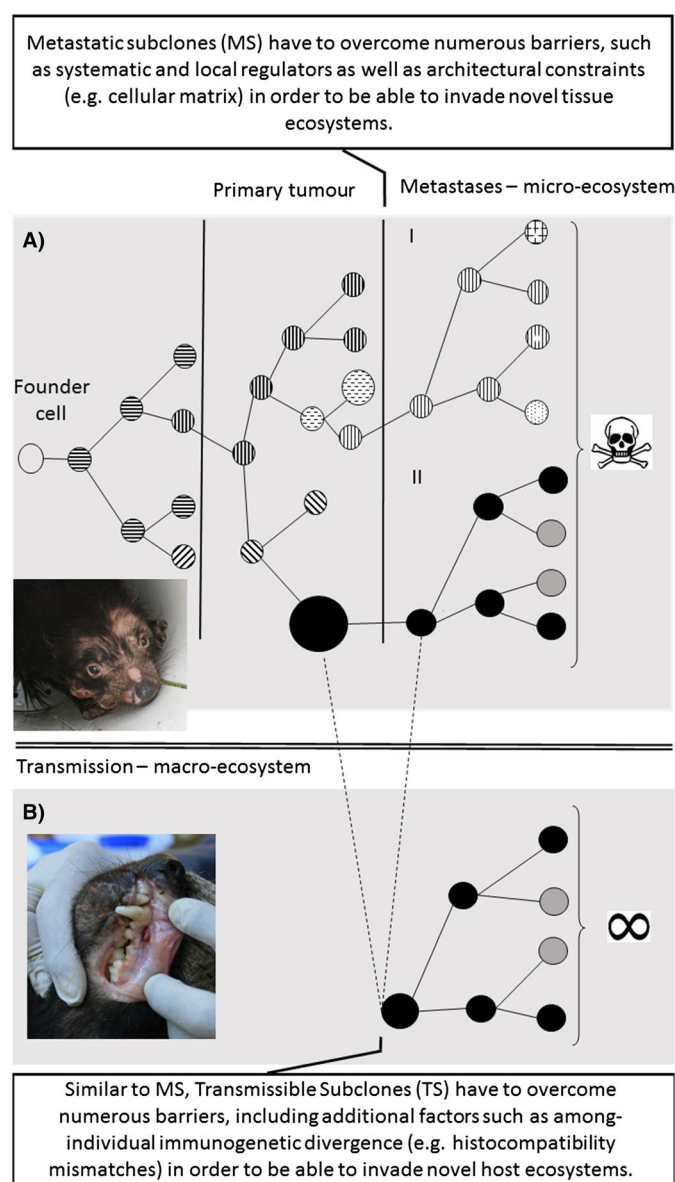 Metastatic subclones (MS) have to overcome numerous barriers, such
as systematic and local regulators as well as architectural constraints
(e.g. cellular matrix) in order to be able to invade novel tissue
ecosystems.
Primary tumour
Metastases – micro-ecosystem
A)
I
Founder
cell
II
Transmission – macro-ecosystem
B)
∞
Similar to MS, Transmissible Subclones (TS) have to overcome
numerous barriers, including additional factors such as among-
individual immunogenetic divergence (e.g. histocompatibility
mismatches) in order to be able to invade novel host ecosystems.